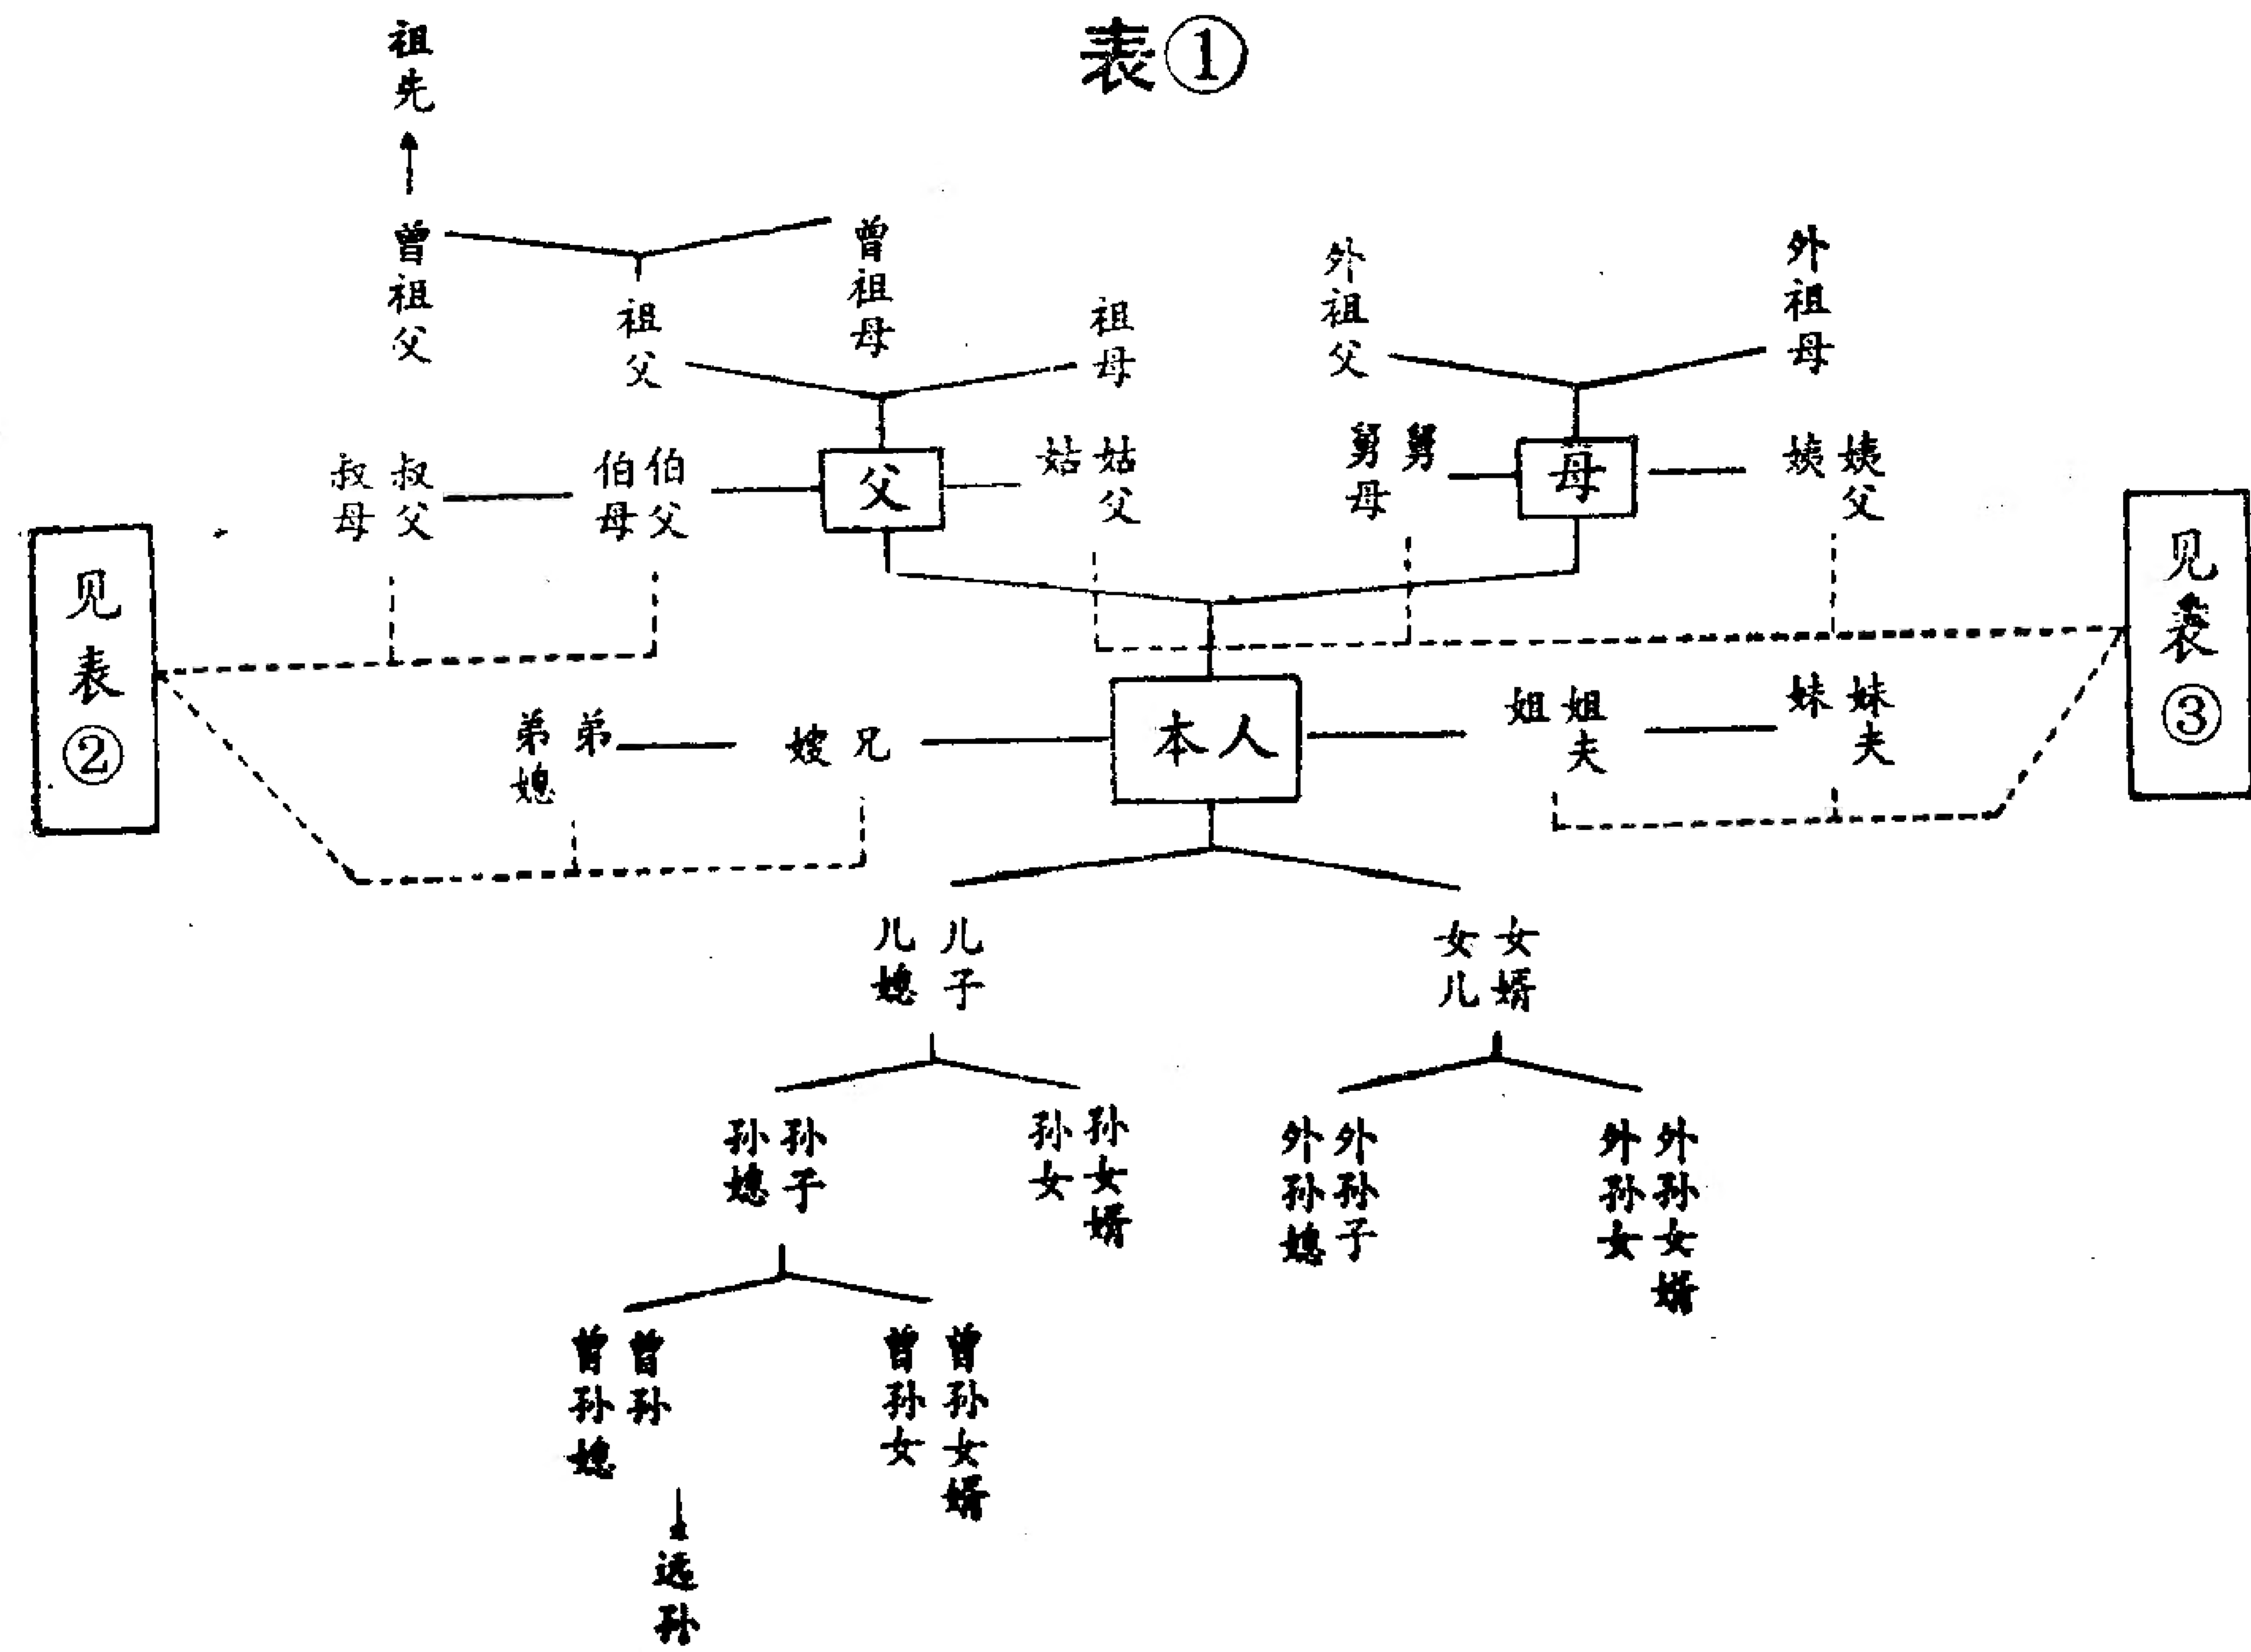 表①
祖先
曾祖父
曾祖母
祖父
祖母
外祖父
外祖母
叔母
叔父
伯母
伯父
父
姑
姑父
舅母
舅
母
姨
姨父
见表②
见表③
弟媳
弟
嫂
兄
本人
姐
姐夫
妹
妹夫
儿媳
儿子
女儿
女婿
孙媳
孙子
孙女
孙女婿
外孙媳
外孙子
外孙女
外孙女婿
曾孙媳
曾孙
曾孙女
曾孙女婿
远孙